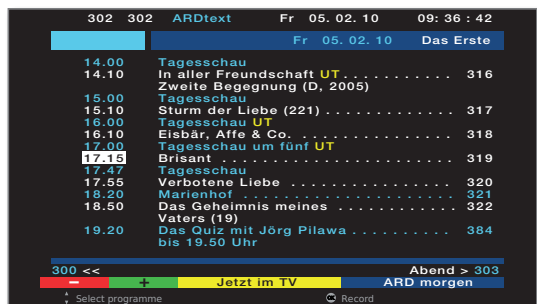 302 302 ARDtext Fr 05. 02. 10 09: 36 : 42
Fr 05. 02. 10 Das Erste
14.00 Tagesschau
14.10 In aller Freundschaft UT . . . . . . . . . . . 316
Zweite Begegnung (D, 2005)
15.00 Tagesschau
15.10 Sturm der Liebe (221) . . . . . . . . . . . . . 317
16.00 Tagesschau UT
16.10 Eisbär, Affe & Co. . . . . . . . . . . . . . . . 318
17.00 Tagesschau um fünf UT
17.15 Brisant . . . . . . . . . . . . . . . . . . . . . . . 319
17.47 Tagesschau
17.55 Verbotene Liebe . . . . . . . . . . . . . . . . 320
18.20 Marienhof . . . . . . . . . . . . . . . . . . . . 321
18.50 Das Geheimnis meines . . . . . . . . . . . 322
Vaters (19)
19.20 Das Quiz mit Jörg Pilawa . . . . . . . . . . 384
bis 19.50 Uhr
300 << Abend > 303
− + Jetzt im TV ARD morgen
Select programme OK Record